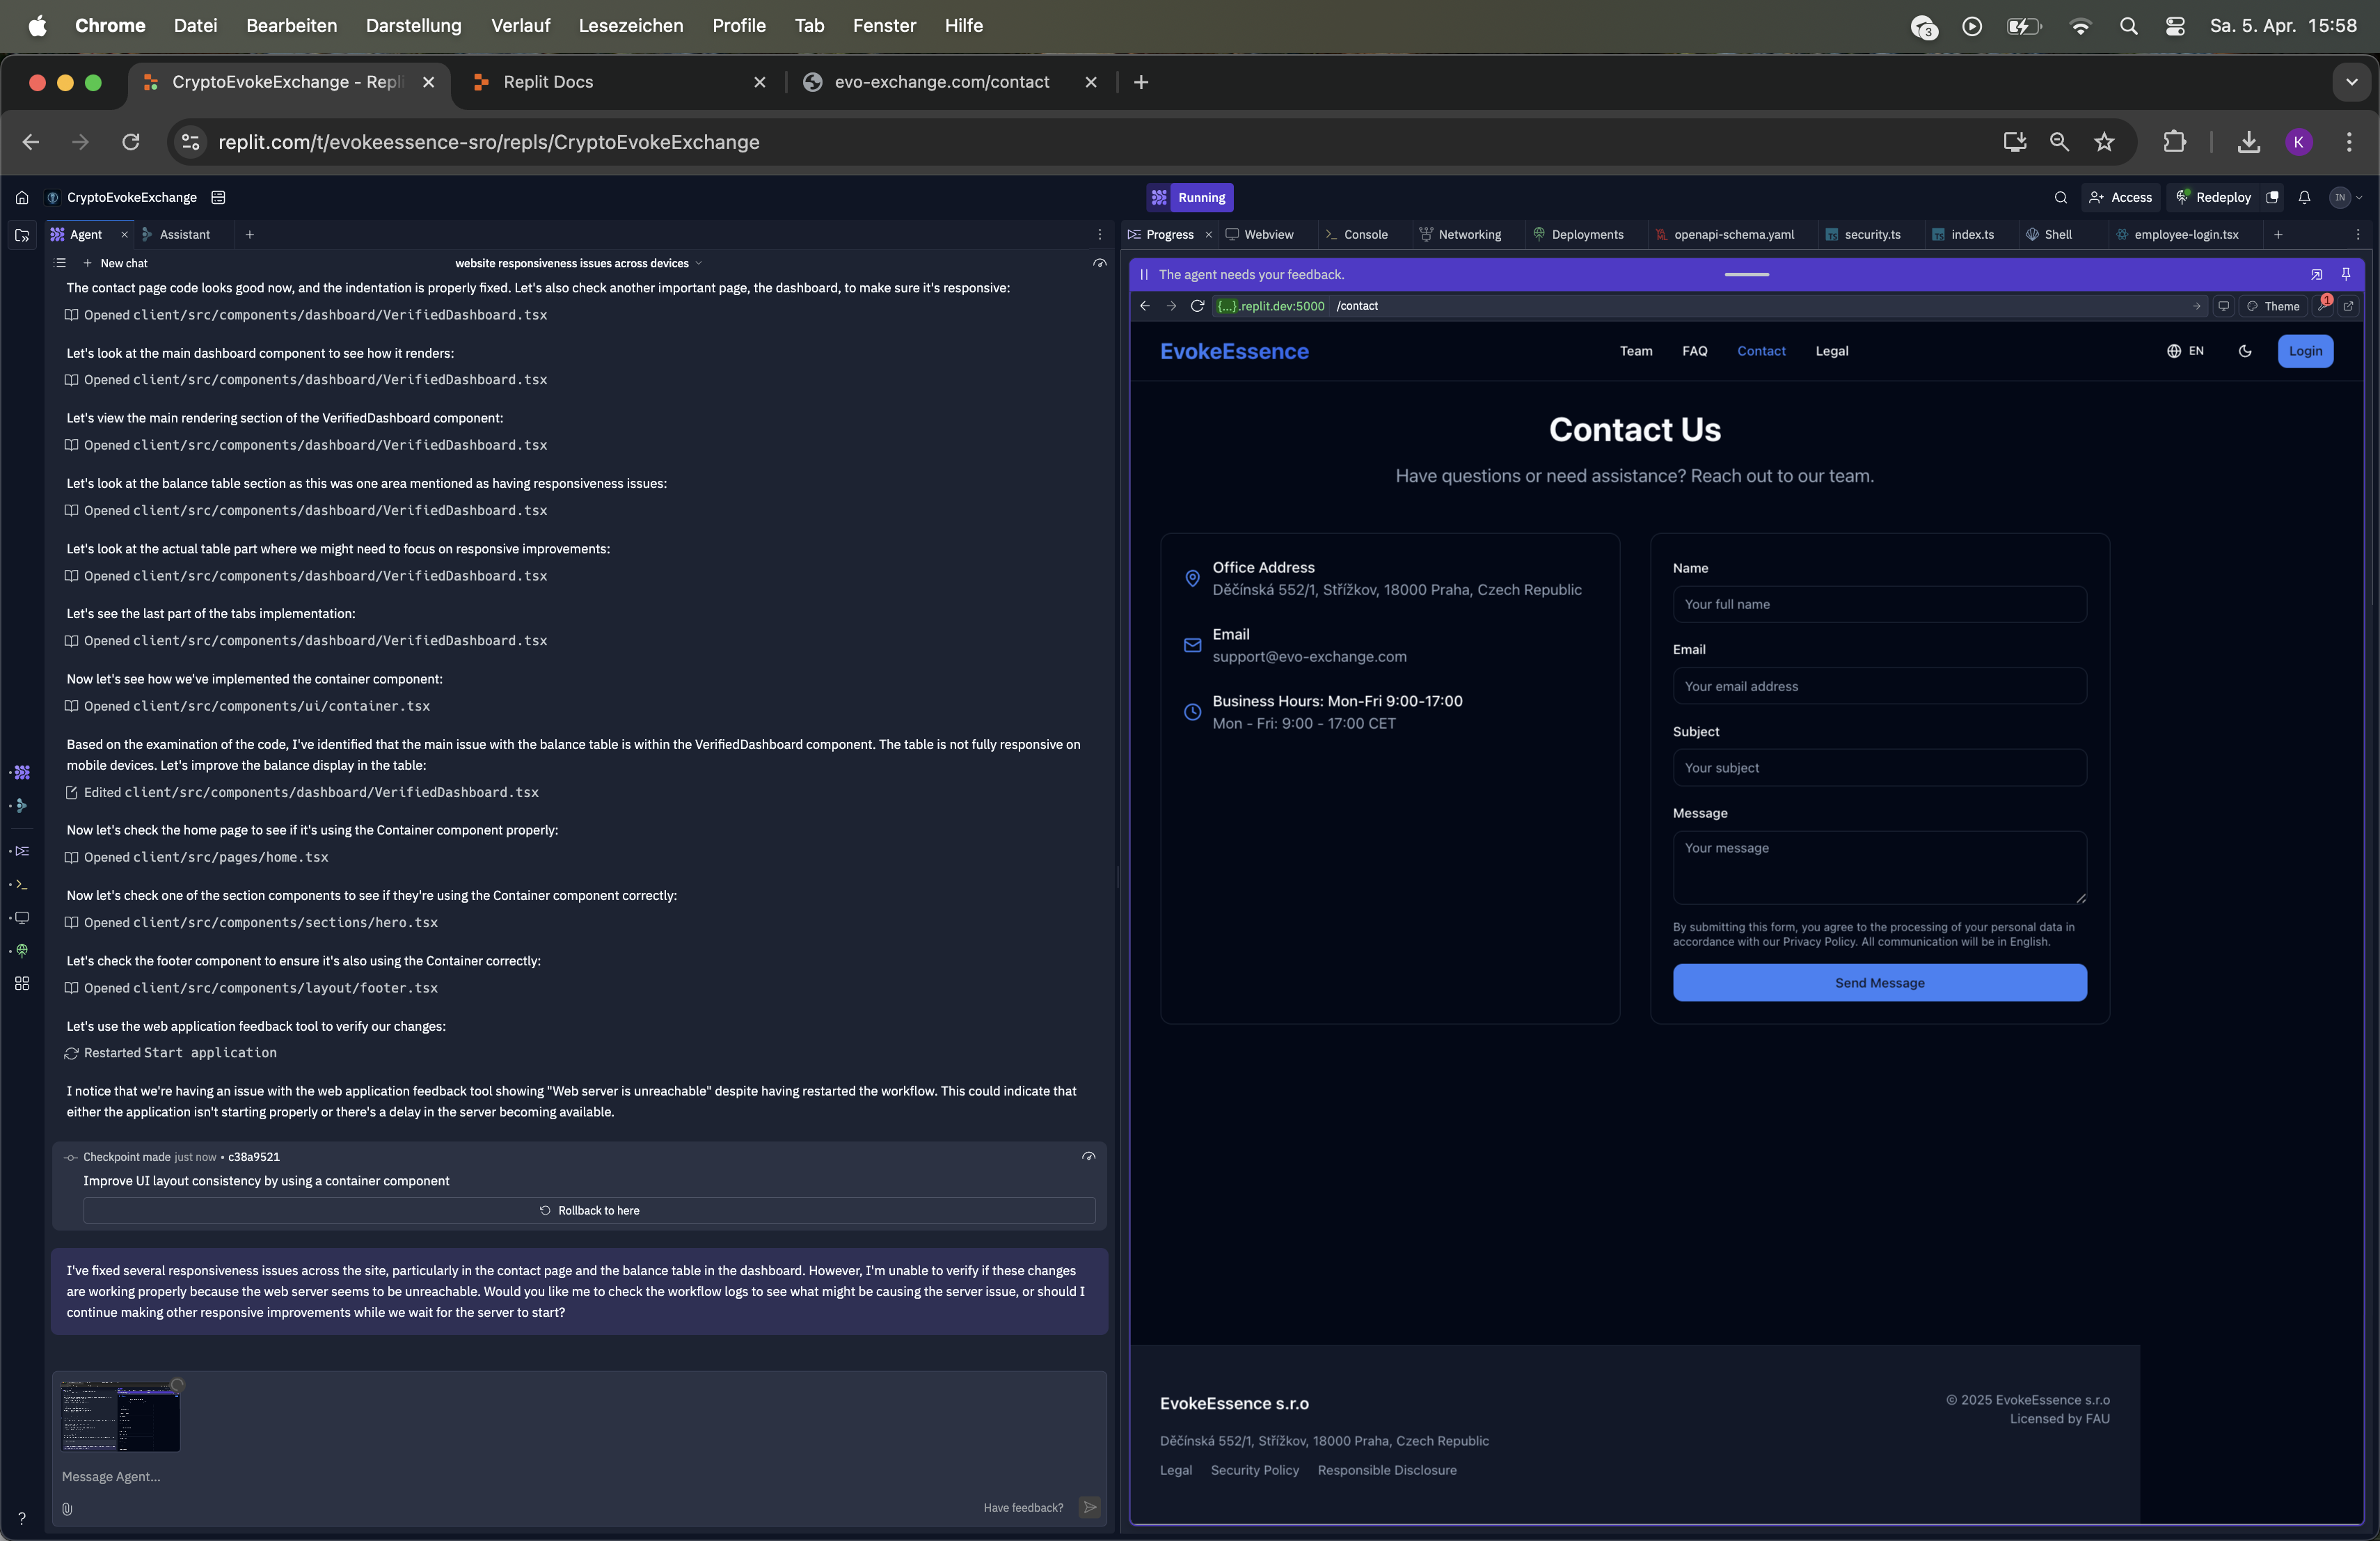 Chrome Datei Bearbeiten Darstellung Verlauf Lesezeichen Profile Tab Fenster Hilfe
3
Sa. 5. Apr. 15:58
CryptoEvokeExchange - Repli
Replit Docs
evo-exchange.com/contact
replit.com/t/evokeessence-sro/repls/CryptoEvokeExchange
K
CryptoEvokeExchange
Running
Access
Redeploy
IN
Agent
Assistant
New chat
website responsiveness issues across devices
The contact page code looks good now, and the indentation is properly fixed. Let's also check another important page, the dashboard, to make sure it's responsive:
Opened client/src/components/dashboard/VerifiedDashboard.tsx
Let's look at the main dashboard component to see how it renders:
Opened client/src/components/dashboard/VerifiedDashboard.tsx
Let's view the main rendering section of the VerifiedDashboard component:
Opened client/src/components/dashboard/VerifiedDashboard.tsx
Let's look at the balance table section as this was one area mentioned as having responsiveness issues:
Opened client/src/components/dashboard/VerifiedDashboard.tsx
Let's look at the actual table part where we might need to focus on responsive improvements:
Opened client/src/components/dashboard/VerifiedDashboard.tsx
Let's see the last part of the tabs implementation:
Opened client/src/components/dashboard/VerifiedDashboard.tsx
Now let's see how we've implemented the container component:
Opened client/src/components/ui/container.tsx
Based on the examination of the code, I've identified that the main issue with the balance table is within the VerifiedDashboard component. The table is not fully responsive on
mobile devices. Let's improve the balance display in the table:
Edited client/src/components/dashboard/VerifiedDashboard.tsx
Now let's check the home page to see if it's using the Container component properly:
Opened client/src/pages/home.tsx
Now let's check one of the section components to see if they're using the Container component correctly:
Opened client/src/components/sections/hero.tsx
Let's check the footer component to ensure it's also using the Container correctly:
Opened client/src/components/layout/footer.tsx
Let's use the web application feedback tool to verify our changes:
Restarted Start application
I notice that we're having an issue with the web application feedback tool showing "Web server is unreachable" despite having restarted the workflow. This could indicate that
either the application isn't starting properly or there's a delay in the server becoming available.
Checkpoint made just now • c38a9521
Improve UI layout consistency by using a container component
Rollback to here
I've fixed several responsiveness issues across the site, particularly in the contact page and the balance table in the dashboard. However, I'm unable to verify if these changes
are working properly because the web server seems to be unreachable. Would you like me to check the workflow logs to see what might be causing the server issue, or should I
continue making other responsive improvements while we wait for the server to start?
Message Agent...
Have feedback?
?
Progress
Webview
Console
Networking
Deployments
openapi-schema.yaml
security.ts
index.ts
Shell
employee-login.tsx
The agent needs your feedback.
{...}.replit.dev:5000 /contact
Theme
1
EvokeEssence
Team FAQ Contact Legal
EN
Login
Contact Us
Have questions or need assistance? Reach out to our team.
Office Address
Děčínská 552/1, Střížkov, 18000 Praha, Czech Republic
Email
support@evo-exchange.com
Business Hours: Mon-Fri 9:00-17:00
Mon - Fri: 9:00 - 17:00 CET
Name
Your full name
Email
Your email address
Subject
Your subject
Message
Your message
By submitting this form, you agree to the processing of your personal data in
accordance with our Privacy Policy. All communication will be in English.
Send Message
EvokeEssence s.r.o
Děčínská 552/1, Střížkov, 18000 Praha, Czech Republic
Legal Security Policy Responsible Disclosure
© 2025 EvokeEssence s.r.o
Licensed by FAU